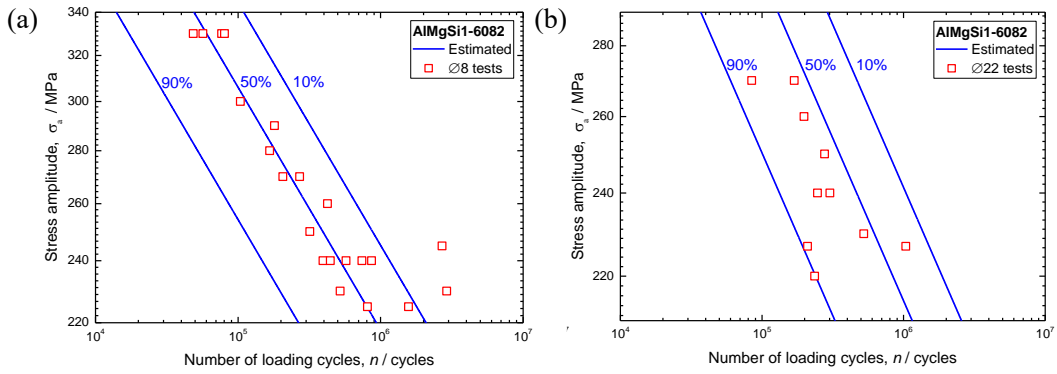 (a)
AlMgSi1-6082
Estimated
∅8 tests
90%
50%
10%
340
320
300
280
260
240
220
Stress amplitude, σa / MPa
10^4
10^5
10^6
10^7
Number of loading cycles, n / cycles
(b)
AlMgSi1-6082
Estimated
∅22 tests
90%
50%
10%
280
260
240
220
Stress amplitude, σa / MPa
10^4
10^5
10^6
10^7
Number of loading cycles, n / cycles